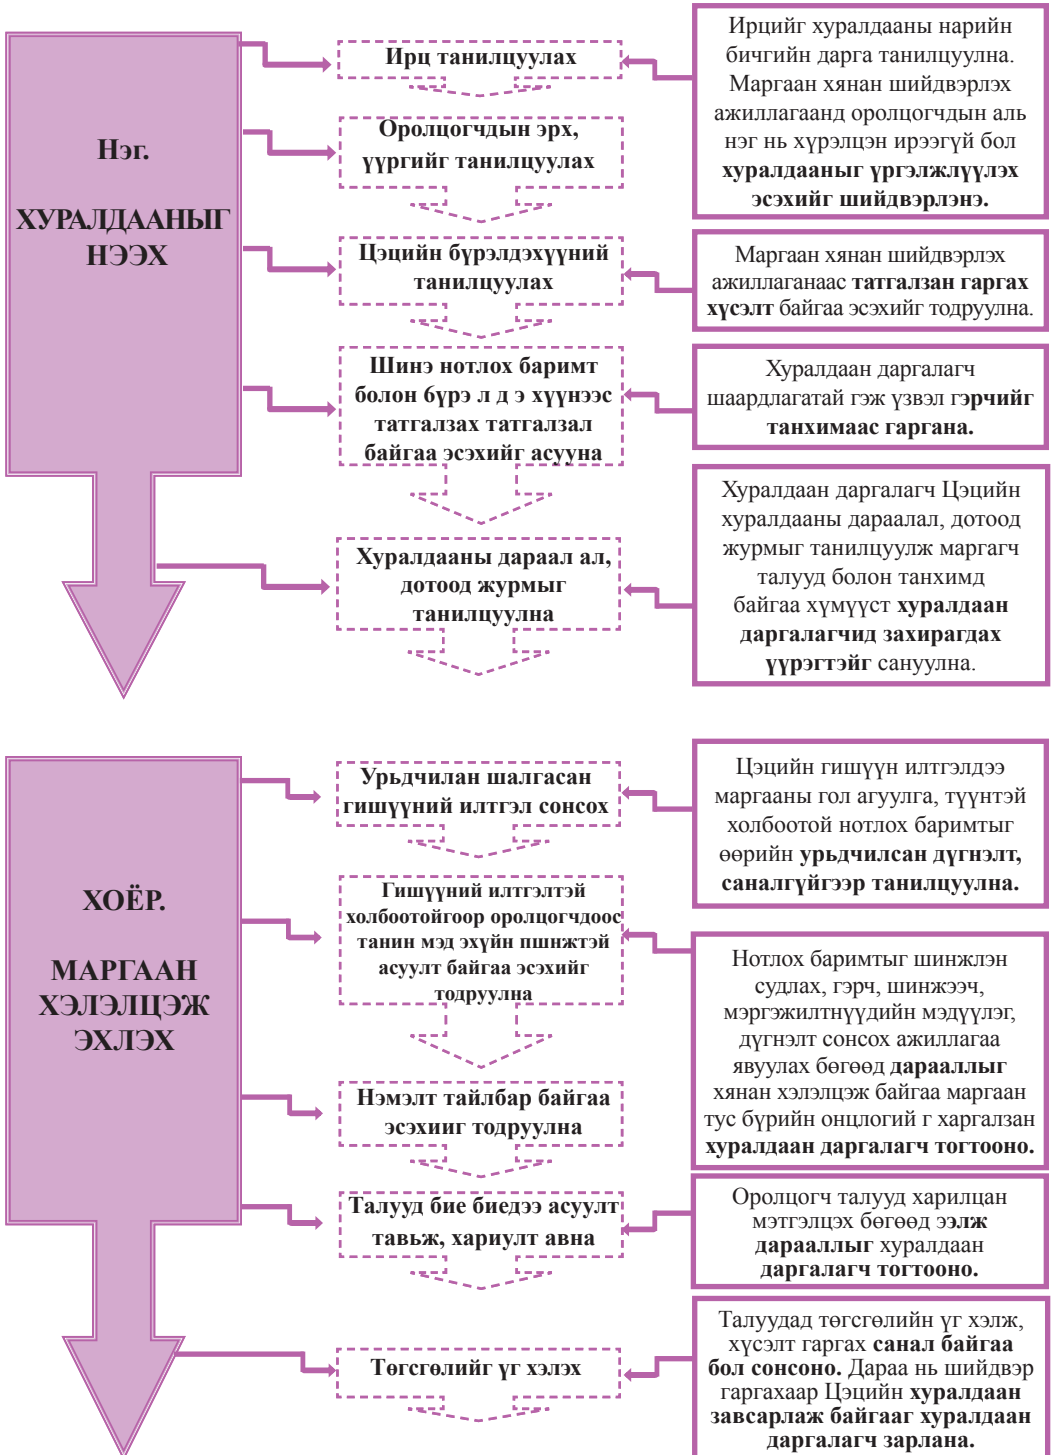 Нэг.
ХУРАЛДААНЫГ
НЭЭХ
Ирц танилцуулах
Ирцийг хуралдааны нарийн
бичгийн дарга танилцуулна.
Маргаан хянан шийдвэрлэх
ажиллагаанд оролцогчдын аль
нэг нь хүрэлцэн ирээгүй бол
хуралдааныг үргэлжлүүлэх
эсэхийг шийдвэрлэнэ.
Оролцогчдын эрх,
үүргийг танилцуулах
Цэцийн бүрэлдэхүүний
танилцуулах
Маргаан хянан шийдвэрлэх
ажиллаганаас татгалзан гаргах
хүсэлт байгаа эсэхийг тодруулна.
Шинэ нотлох баримт
болон 6үрэ л д э хүүнээс
татгалзах татгалзал
байгаа эсэхийг асууна
Хуралдаан даргалагч
шаардлагатай гэж үзвэл гэрчийг
танхимаас гаргана.
Хуралдааны дараал ал,
дотоод журмыг
танилцуулна
Хуралдаан даргалагч Цэцийн
хуралдааны дараалал, дотоод
журмыг танилцуулж маргагч
талууд болон танхимд
байгаа хүмүүст хуралдаан
даргалагчид захирагдах
үүрэгтэйг сануулна.
ХОЁР.
МАРГААН
ХЭЛЭЛЦЭЖ
ЭХЛЭХ
Урьдчилан шалгасан
гишүүний илтгэл сонсох
Цэцийн гишүүн илтгэлдээ
маргааны гол агуулга, түүнтэй
холбоотой нотлох баримтыг
өөрийн урьдчилсан дүгнэлт,
саналгүйгээр танилцуулна.
Гишүүний илтгэлтэй
холбоотойгоор оролцогчдоос
танин мэд эхүйн пшнжтэй
асуулт байгаа эсэхийг
тодруулна
Нотлох баримтыг шинжлэн
судлах, гэрч, шинжээч,
мэргэжилтнүүдийн мэдүүлэг,
дүгнэлт сонсох ажиллагаа
явуулах бөгөөд дарааллыг
хянан хэлэлцэж байгаа маргаан
тус бүрийн онцлогий г харгалзан
хуралдаан даргалагч тогтооно.
Нэмэлт тайлбар байгаа
эсэхииг тодруулна
Талууд бие биедээ асуулт
тавьж, хариулт авна
Оролцогч талууд харилцан
мэтгэлцэх бөгөөд ээлж
дарааллыг хуралдаан
даргалагч тогтооно.
Төгсгөлийг үг хэлэх
Талуудад төгсгөлийн үг хэлж,
хүсэлт гаргах санал байгаа
бол сонсоно. Дараа нь шийдвэр
гаргахаар Цэцийн хуралдаан
завсарлаж байгааг хуралдаан
даргалагч зарлана.